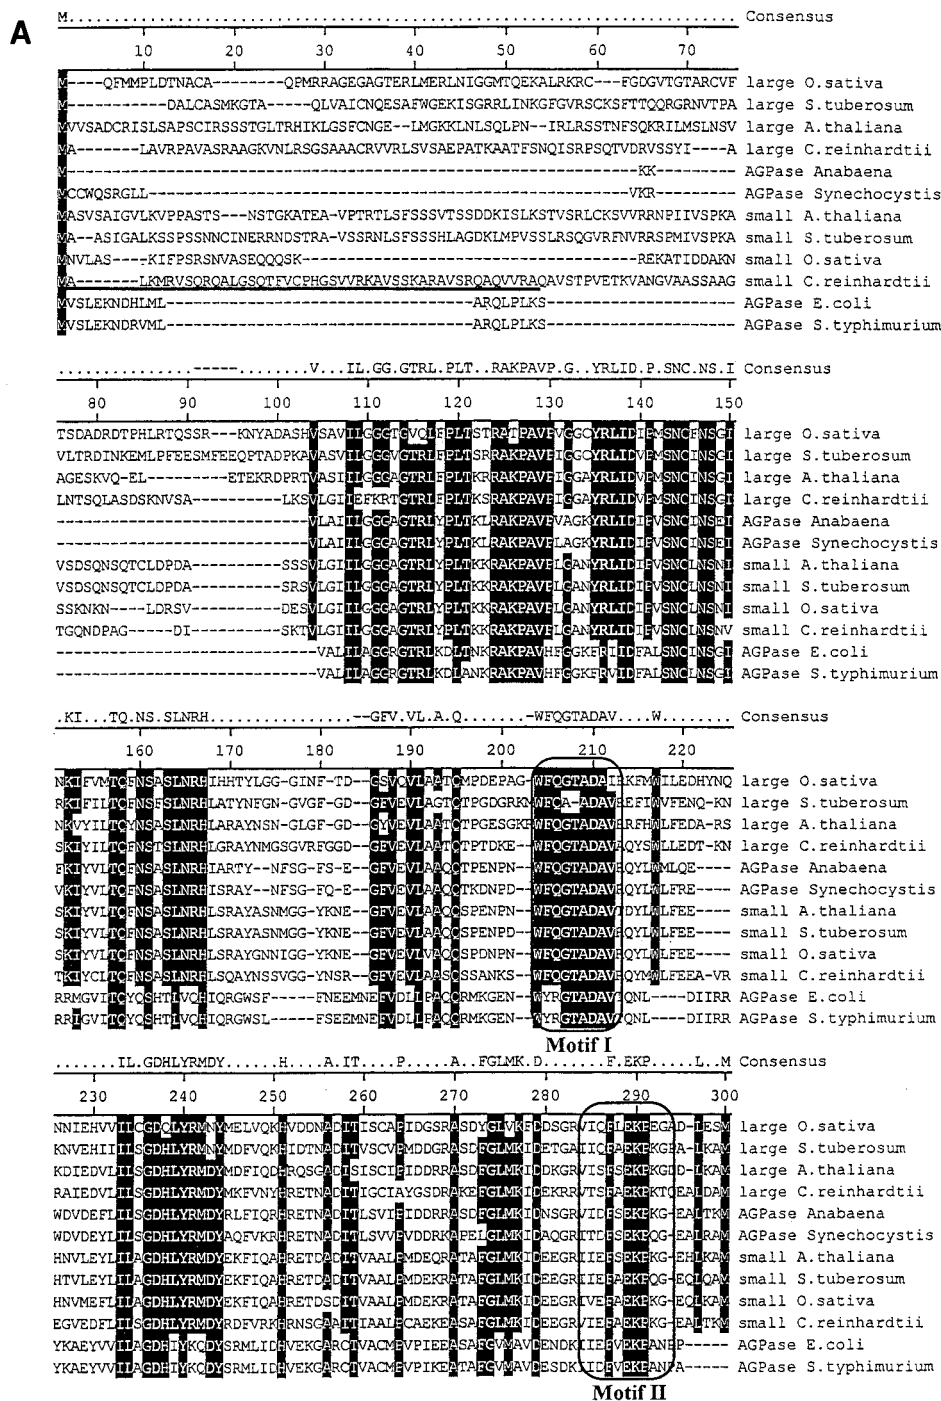 A
M.......................................................................... Consensus
10 20 30 40 50 60 70
M----QFMMPLDTNACA--------QPMRRAGEGAGTERLMERLNIGGMTQEKALRKRC---FGDGVTGTARCVF large O.sativa
M-----------DALCASMKGTA-----QLVAICNQESAFWGEKISGRRLINKGFGVRSCKSFTTQQRGRNVTPA large S.tuberosum
MVVSADCRISLSAPSCIRSSSTGLTRHIKLGSFCNGE--LMGKKLNLSQLPN--IRLRSSTNFSQKRILMSLNSV large A.thaliana
MA-------LAVRPAVASRAAGKVNLRSGSAAACRVVRLSVSAEPATKAATFSNQISRPSQTVDRVSSYI----A large C.reinhardtii
M---------------------------------------------------------------KK--------- AGPase Anabaena
MCCWQSRGLL-----------------------------------------------------VKR--------- AGPase Synechocystis
MASVSAIGVLKVPPASTS---NSTGKATEA-VPTRTLSFSSSVTSSDDKISLKSTVSRLCKSVVRRNPIIVSPKA small A.thaliana
MA--ASIGALKSSPSSNNCINERRNDSTRA-VSSRNLSFSSSHLAGDKLMPVSSLRSQGVRFNVRRSPMIVSPKA small S.tuberosum
MNVLAS---KIFPSRSNVASEQQQSK-------------------------------------REKATIDDAKN small O.sativa
MA-------LKMRVSQRQALGSQTFVCPHGSVVRKAVSSKARAVSRQAQVVRAQAVSTPVETKVANGVAASSAAG small C.reinhardtii
MVSLEKNDHLML----------------------------------ARQLPLKS--------------------- AGPase E.coli
MVSLEKNDRVML----------------------------------ARQLPLKS--------------------- AGPase S.typhimurium
...............-----........V...IL.GG.GTRL.PLT..RAKPAVP.G..YRLID.P.SNC.NS.I Consensus
80 90 100 110 120 130 140 150
TSDADRDTPHLRTQSSR---KNYADASHVSAVILGGGTGVQLFPLTSTRATPAVPVGGCYRLIDIPMSNCFNSGI large O.sativa
VLTRDINKEMLPFEESMFEEQPTADPKAVASVILGGGVGTRLFPLTSRRAKPAVPIGGCYRLIDVPMSNCINSGI large S.tuberosum
AGESKVQ-EL----------ETEKRDPRTVASIILGGGAGTRLFPLTKRRAKPAVPIGGAYRLIDVPMSNCINSGI large A.thaliana
LNTSQLASDSKNVSA----------LKSVLGIIEFKRTGTRLFPLTKKRAKPAVPIGGAYRLIDVPMSNCINSGI large C.reinhardtii
----------------------------VLAIILGGGAGTRLYPLTKLRAKPAVPVAGKYRLIDIPVSNCINSEI AGPase Anabaena
----------------------------VLAIILGGGAGTRLYPLTKLRAKPAVPLAGKYRLIDIPVSNCINSEI AGPase Synechocystis
VSDSQNSQTCLDPDA----------SSSVLGIILGGGAGTRLYPLTKKRAKPAVPLGANYRLIDIPVSNCLNSNI small A.thaliana
VSDSQNSQTCLDPDA----------SRSVLGIILGGGAGTRLYPLTKKRAKPAVPLGANYRLIDIPVSNCLNSNI small S.tuberosum
SSKNKN----LDRSV----------DESVLGIILGGGAGTRLYPLTKKRAKPAVPLGANYRLIDIPVSNCLNSNI small O.sativa
TGQNDPAG-----DI----------SKTVLGIILGGGAGTRLYPLTKKRAKPAVPLGANYRLIDIPVSNCINSNV small C.reinhardtii
-----------------------------VALILAGGRGTRLKDLTNKRAKPAVHFGGKFRIIDFALSNCINSGI AGPase E.coli
-----------------------------VALILAGGRGTRLKDLANKRAKPAVHFGGKFRVIDFALSNCINSGI AGPase S.typhimurium
.KI...TQ.NS.SLNRH................--GFV.VL.A.Q........-WFQGTADAV....W........ Consensus
160 170 180 190 200 210 220
NKIFVMTQFNSASLNRHIHHTYLGG-GINF-TD--GSVQVLAATQMPDEPAG-WFQGTADAIRKFMWILEDHYNQ large O.sativa
RKIFILTQFNSFSLNRHLATYNFGN-GVGF-GD--GFVEVLAGTQTPGDGRKMWFQA-ADAVREFIWVFENQ-KN large S.tuberosum
NKVYILTQYNSASLNRHLARAYNSN-GLGF-GD--GYVEVLAATQTPGESGKRWFQGTADAVRRFHWLFEDA-RS large A.thaliana
SKIYILTQFNSTSLNRHLGRAYNMGSGVRFGGD--GFVEVLAATQTPTDKE--WFQGTADAVRQYSWLLEDT-KN large C.reinhardtii
FKIYVLTQFNSASLNRHIARTY--NFSG-FS-E--GFVEVLAAQQTPENPN--WFQGTADAVRQYLWMLQE---- AGPase Anabaena
VKIYVLTQFNSASLNRHISRAY--NFSG-FQ-E--GFVEVLAAQQTKDNPD--WFQGTADAVRQYLWLFRE---- AGPase Synechocystis
SKIYVLTQFNSASLNRHLSRAYASNMGG-YKNE--GFVEVLAAQQSPENPN--WFQGTADAVRQYLWLFEE---- small A.thaliana
SKIYVLTQFNSASLNRHLSRAYASNMGG-YKNE--GFVEVLAAQQSPENPD--WFQGTADAVRQYLWLFEE---- small S.tuberosum
SKIYVLTQFNSASLNRHLSRAYGNNIGG-YKNE--GFVEVLAAQQSPDNPN--WFQGTADAVRQYLWLFEE---- small O.sativa
TKIYCLTQFNSASLNRHLSQAYNSSVGG-YNSR--GFVEVLAASQSSANKS--WFQGTADAVRQYMWLFEEA-VR small C.reinhardtii
RRMGVITQYQSHTLVQHIQRGWSF-----FNEEMNEFVDLLPAQQRMKGEN--WYRGTADAVTQNL---DIIRR AGPase E.coli
RRIGVITQYQSHTLVQHIQRGWSL-----FSEEMNEFVDLLPAQQRMKGEN--WYRGTADAVTQNL---DIIRR AGPase S.typhimurium
Motif I
.......IL.GDHLYRMDY......H....A.IT....P.....A..FGLMK.D.......F..EKP.....L..M Consensus
230 240 250 260 270 280 290 300
NNIEHVVILCGDQLYRMNYMELVQKHVDDNADITISCAPIDGSRASDYGLVKFDDSGRVIQFLEKPEGAD-LESM large O.sativa
KNVEHIIILSGDHLYRMNYMDFVQKHIDTNADITVSCVPMDDGRASDFGLMKIDETGAIIQFAEKPKGPD-LKAM large S.tuberosum
KDIEDVLILSGDHLYRMDYMDFIQDHRQSGADISISCIPIDDRRASDFGLMKIDDKGRVISFSEKPKGDD-LKAM large A.thaliana
RAIEDVLILSGDHLYRMDYMKFVNYHRETNADITIGCIAYGSDRAKEFGLMKIDEKRRVTSFAEKPKTQEALDAM large C.reinhardtii
WDVDEFLILSGDHLYRMDYRLFIQRHRETNADITLSVIPIDDRRASDFGLMKIDNSGRVIDFSEKPKG-EALTKM AGPase Anabaena
WDVDEYLILSGDHLYRMDYAQFVKRHRETNADITLSVVPVDDRKAPELGLMKIDAQGRITDFSEKPQG-EALRAM AGPase Synechocystis
HNVLEYLILAGDHLYRMDYEKFIQAHRETDADITVAALPMDEQRATAFGLMKIDEEGRIIEFSEKPKG-EHLKAM small A.thaliana
HTVLEYLILAGDHLYRMDYEKFIQAHRETDADITVAALPMDEKRATAFGLMKIDEEGRIIEFAEKPQG-EQLQAM small S.tuberosum
HNVMEFLILAGDHLYRMDYEKFIQAHRETDSDITVAALPMDEKRATAFGLMKIDEEGRIVEFAEKPKG-EQLKAM small O.sativa
EGVEDFLILSGDHLYRMDYRDFVRKHRNSGAAITIAALPCAEKEASAFGLMKIDEEGRVIEFAEKPKG-EALTKM small C.reinhardtii
YKAEYVVILAGDHIYKQDYSRMLIDHVEKGARCTVACMPVPIEEASAFGVMAVDENDKIIEFVEKPANPP----- AGPase E.coli
YKAEYVVILAGDHIYKQDYSRMLIDHVEKGARCTVACMPVPIKEATAFGVMAVDESDKIIDFVEKPANPA----- AGPase S.typhimurium
Motif II